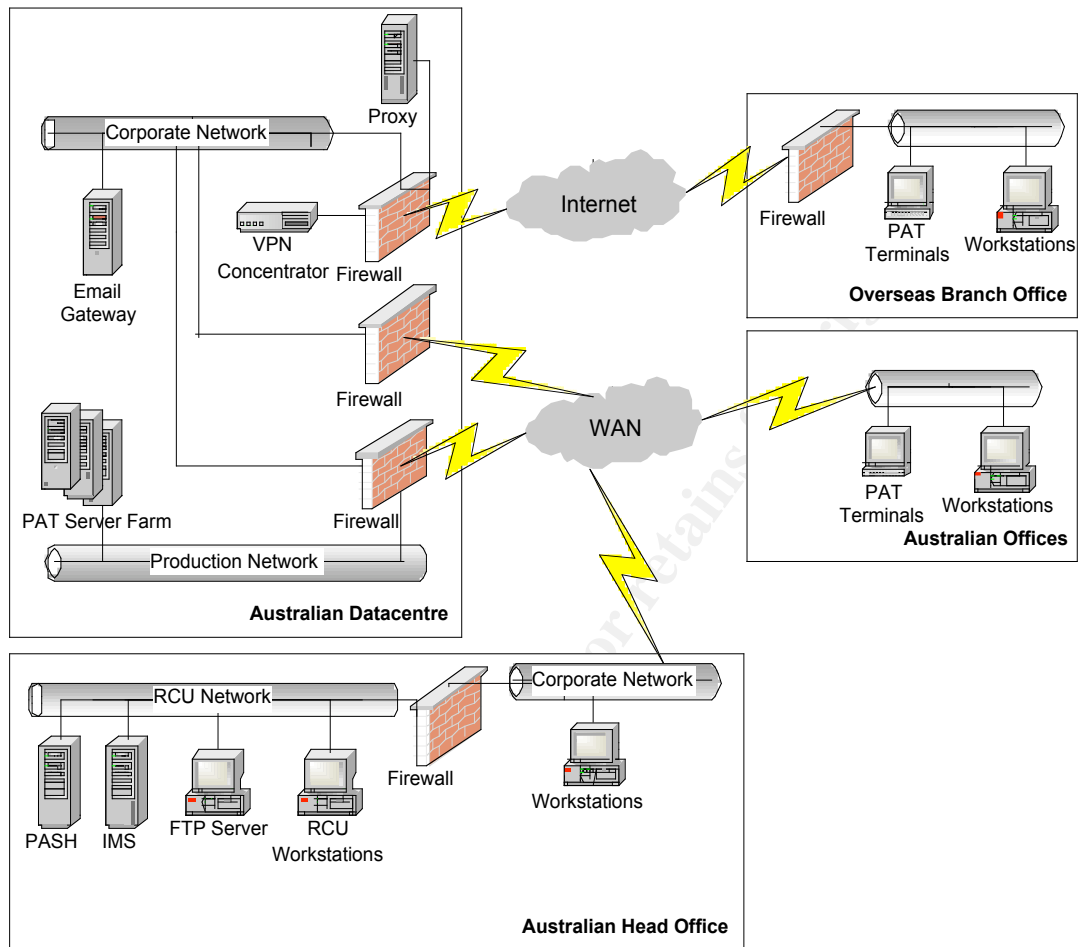 Proxy
Corporate Network
Email
Gateway
VPN
Concentrator
Firewall
Firewall
PAT Server Farm
Firewall
Production Network
Australian Datacentre
Internet
WAN
Firewall
PAT
Terminals
Workstations
Overseas Branch Office
PAT
Terminals
Workstations
Australian Offices
RCU Network
PASH
IMS
FTP Server
RCU
Workstations
Firewall
Corporate Network
Workstations
Australian Head Office